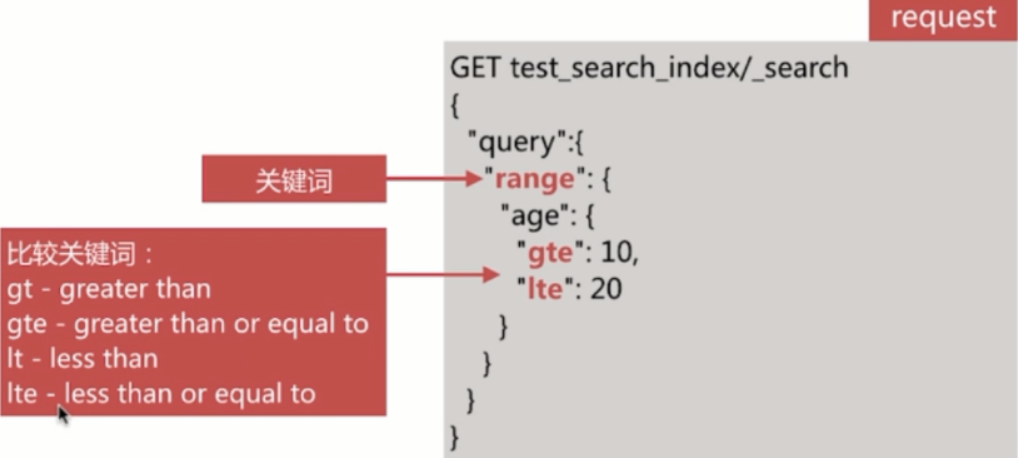 request
GET test_search_index/_search
{
"query":{
关键词
"range": {
"age": {
比较关键词：
gt - greater than
gte - greater than or equal to
lt - less than
lte - less than or equal to
"gte": 10,
"lte": 20
}
}
}
}